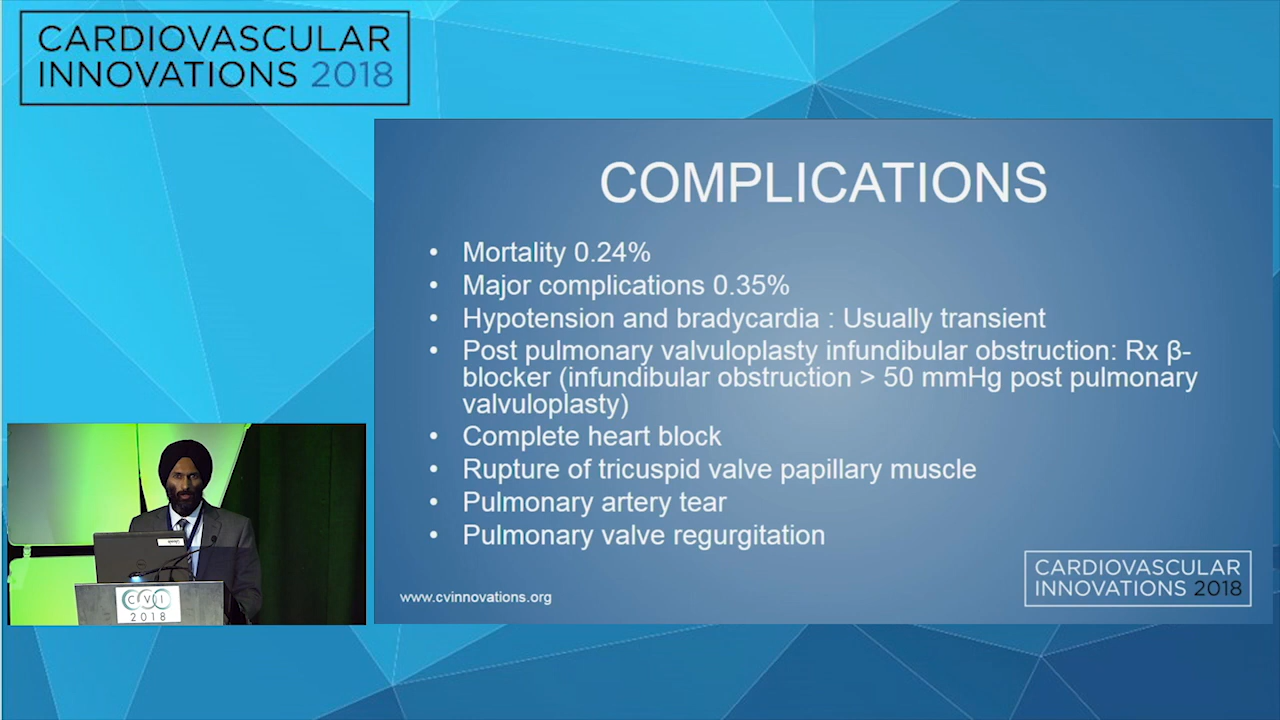 CARDIOVASCULAR
INNOVATIONS 2018
COMPLICATIONS
• Mortality 0.24%
• Major complications 0.35%
• Hypotension and bradycardia : Usually transient
• Post pulmonary valvuloplasty infundibular obstruction: Rx β-
blocker (infundibular obstruction > 50 mmHg post pulmonary
valvuloplasty)
• Complete heart block
• Rupture of tricuspid valve papillary muscle
• Pulmonary artery tear
• Pulmonary valve regurgitation
www.cvinnovations.org
CARDIOVASCULAR
INNOVATIONS 2018
CVI
2018